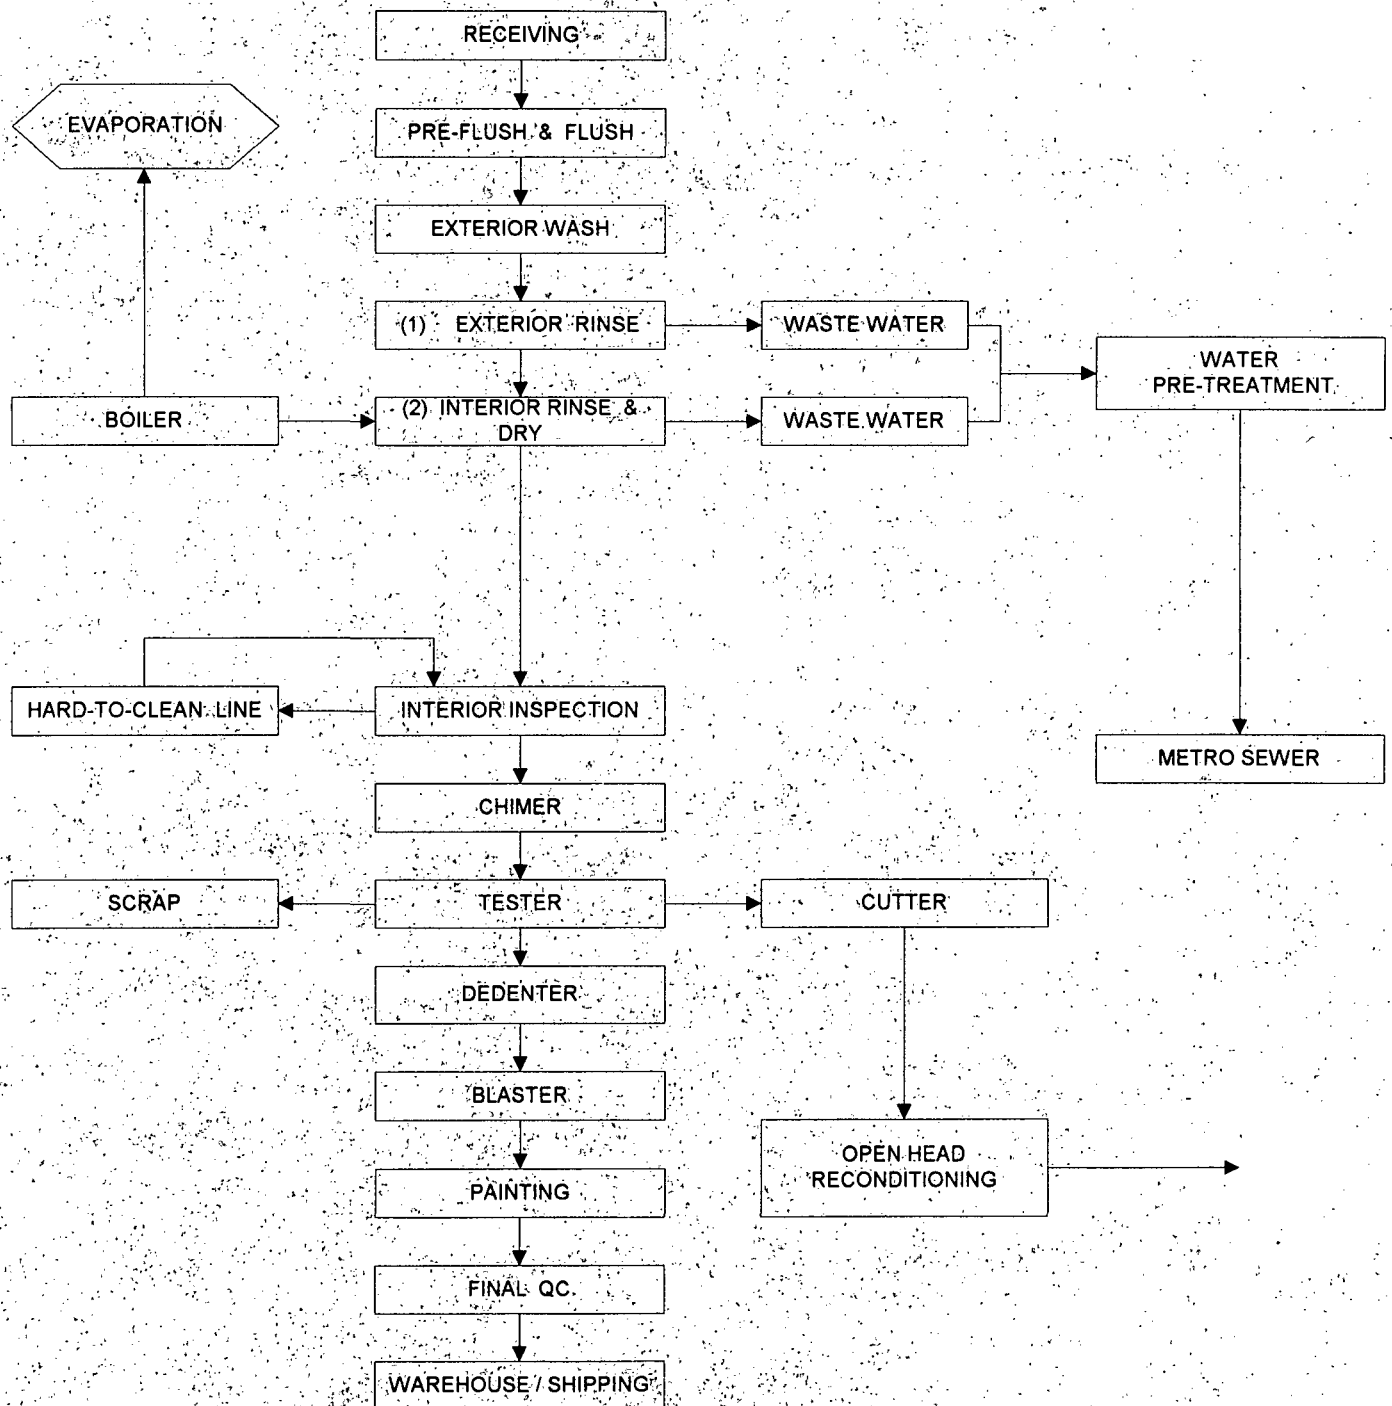 RECEIVING
EVAPORATION
PRE-FLUSH & FLUSH
EXTERIOR WASH
(1) EXTERIOR RINSE
WASTE WATER
WATER
PRE-TREATMENT
BOILER
(2) INTERIOR RINSE &
DRY
WASTE WATER
HARD-TO-CLEAN LINE
INTERIOR INSPECTION
METRO SEWER
CHIMER
SCRAP
TESTER
CUTTER
DEDENTER
BLASTER
OPEN HEAD
RECONDITIONING
PAINTING
FINAL QC
WAREHOUSE / SHIPPING